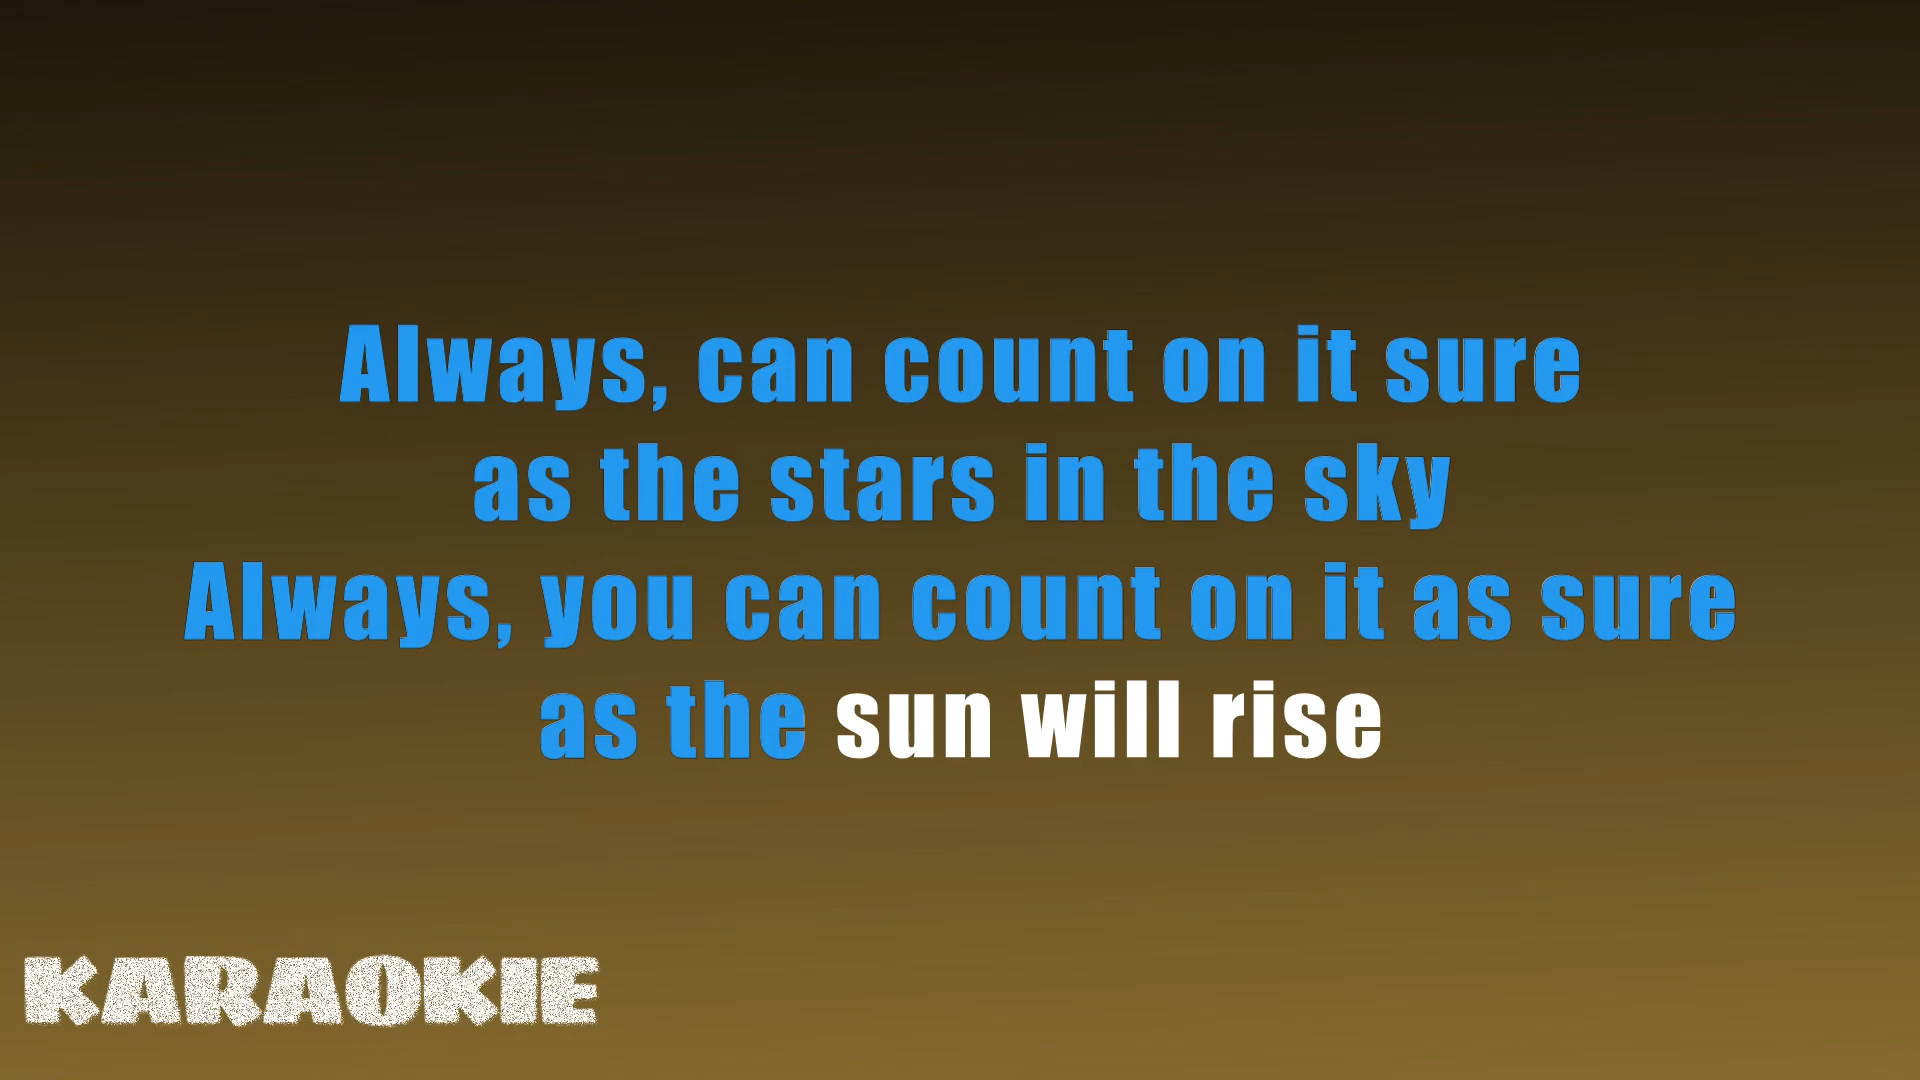 Always, can count on it sure
as the stars in the sky
Always, you can count on it as sure
as the sun will rise
KARAOKIE